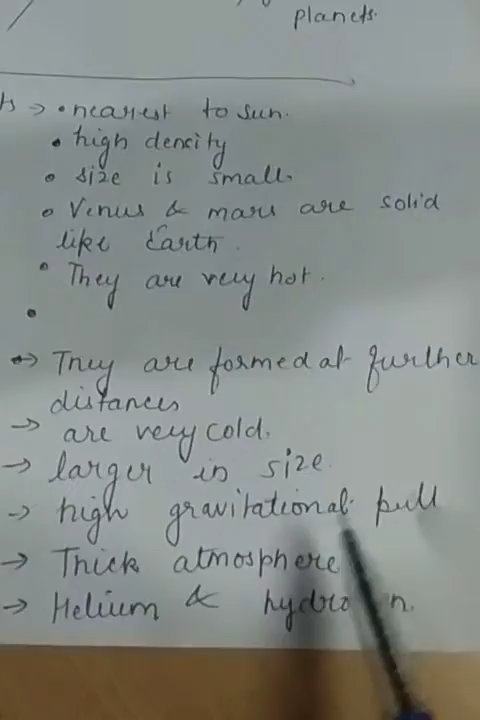 planets.
ts → • nearest to sun.
• high dencity
• size is small.
• Venus & mars are solid
like Earth.
• They are very hot.
•
→ They are formed at further
distances
→ are very cold.
→ larger in size.
→ high gravitational pull
→ Thick atmosphere
→ Helium &